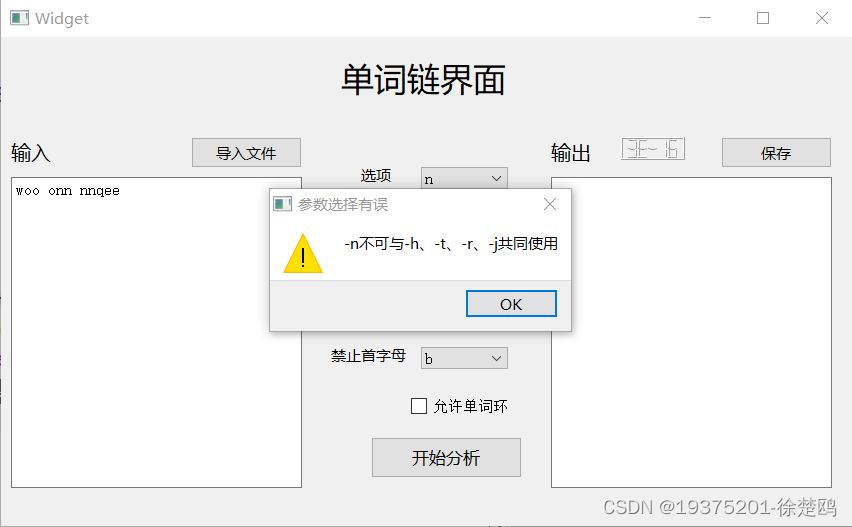 Widget
单词链界面
输入
导入文件
输出
3E-16
保存
woo onn nnqee
选项
n
参数选择有误
-n不可与-h、-t、-r、-j共同使用
OK
禁止首字母
b
允许单词环
开始分析
CSDN @19375201-徐楚鸥